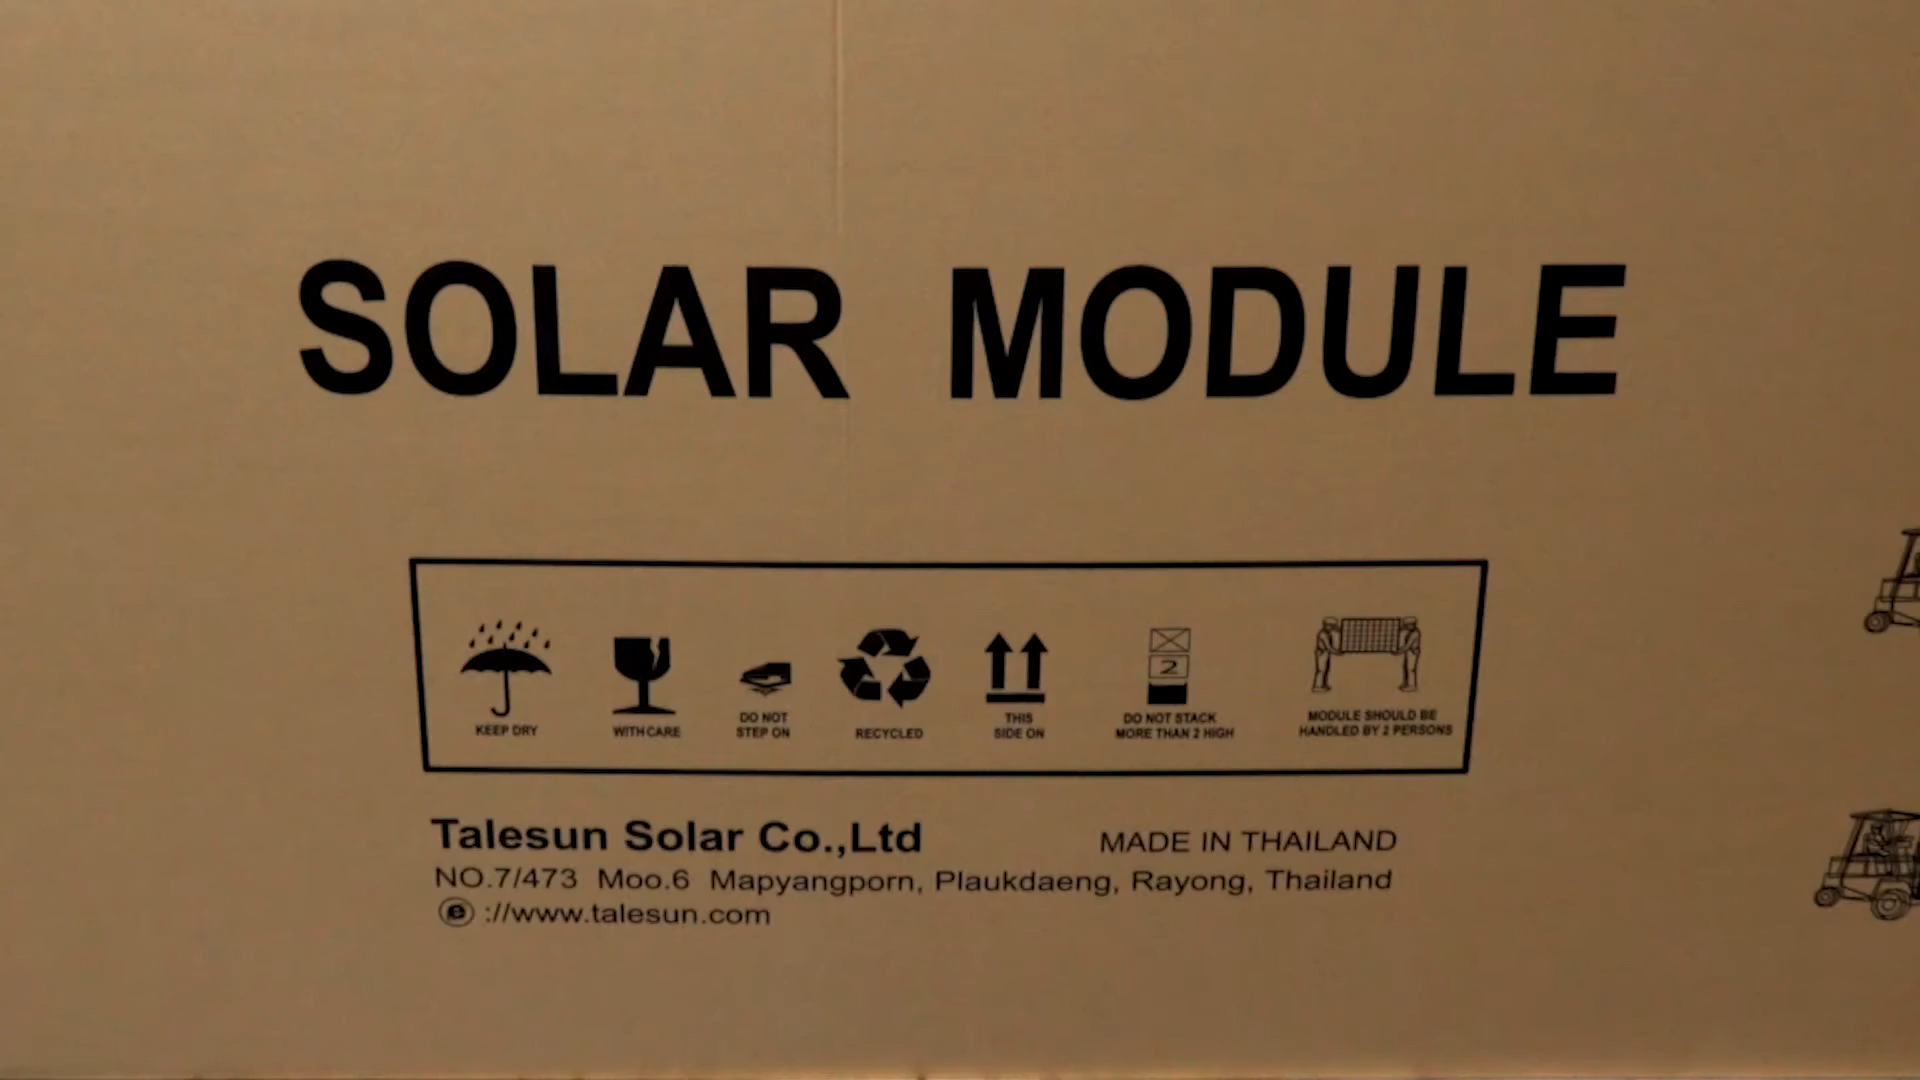 SOLAR MODULE
2
KEEP DRY
WITH CARE
DO NOT
STEP ON
RECYCLED
THIS
SIDE ON
DO NOT STACK
MORE THAN 2 HIGH
MODULE SHOULD BE
HANDLED BY 2 PERSONS
Talesun Solar Co.,Ltd
MADE IN THAILAND
NO.7/473 Moo.6 Mapyangporn, Plaukdaeng, Rayong, Thailand
e ://www.talesun.com